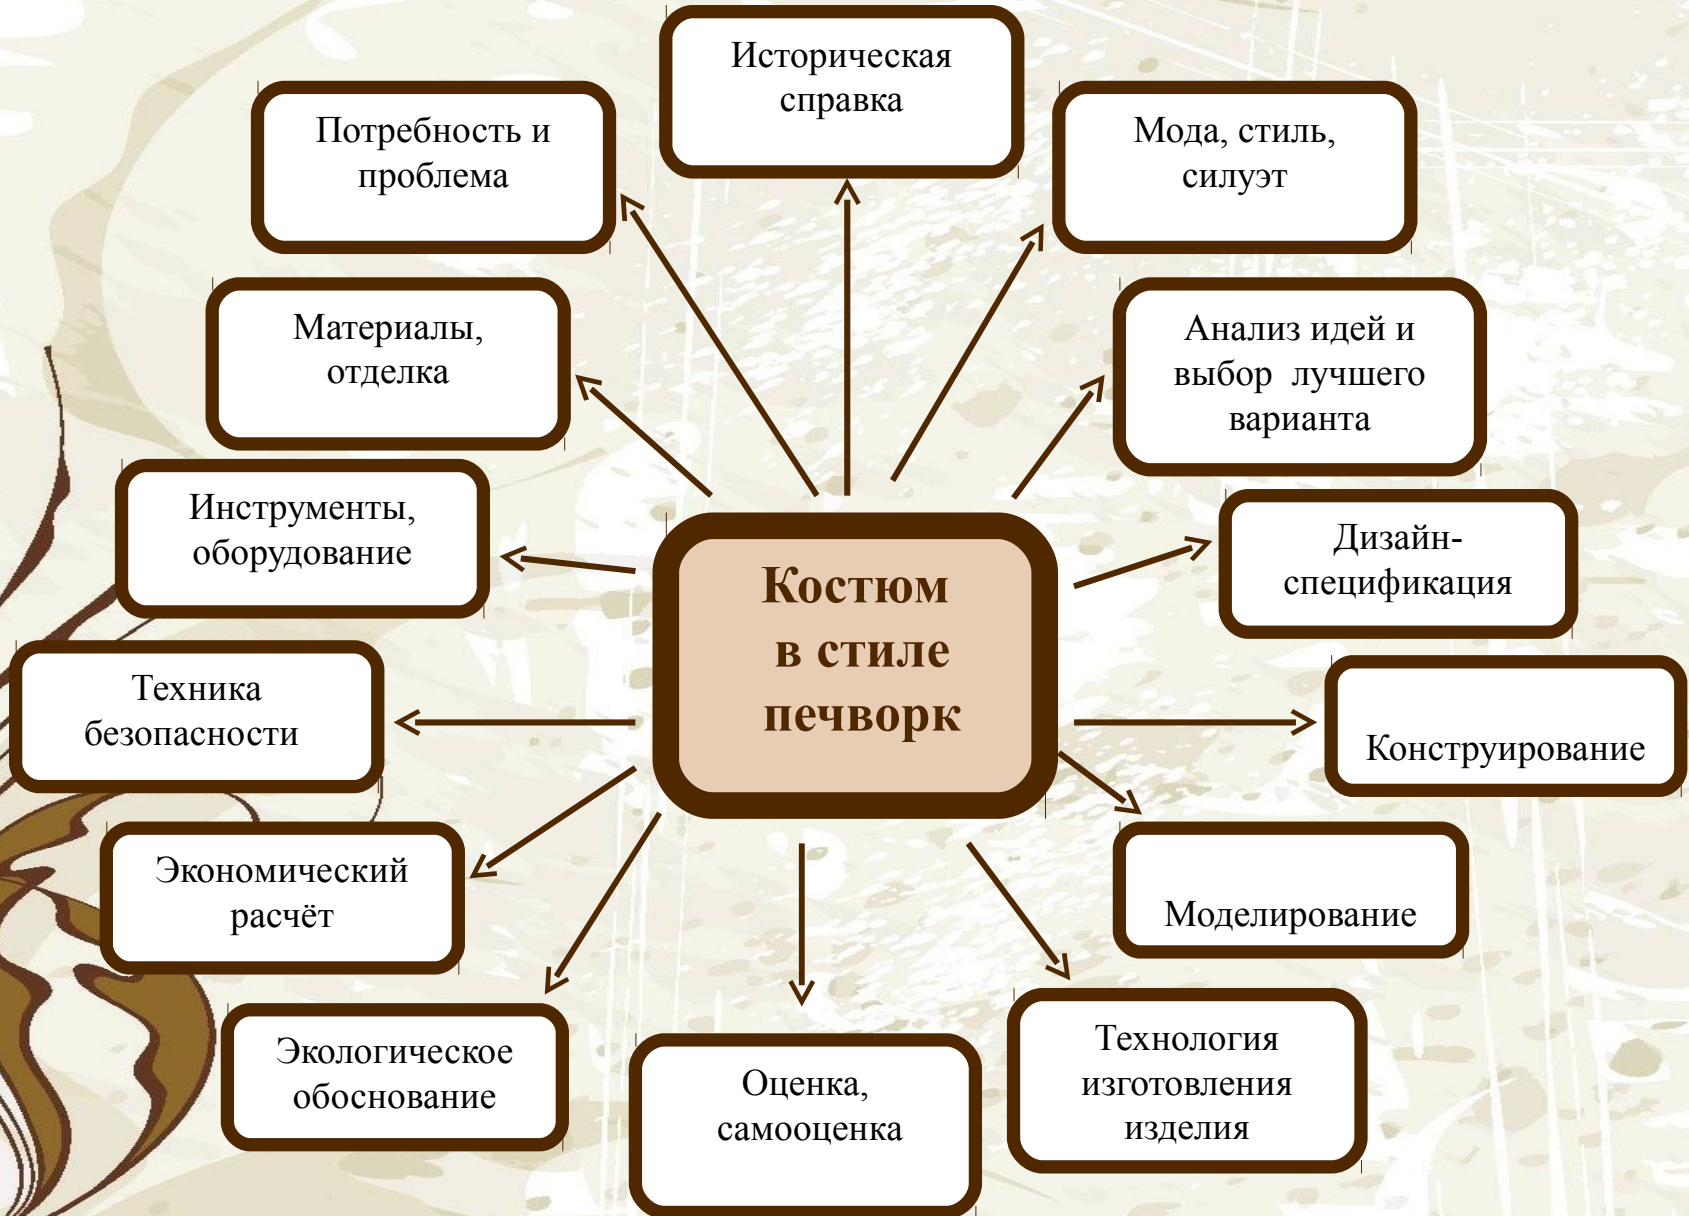 Историческая
справка
Потребность и
проблема
Мода, стиль,
силуэт
Материалы,
отделка
Анализ идей и
выбор лучшего
варианта
Инструменты,
оборудование
Дизайн-
спецификация
Костюм
в стиле
печворк
Техника
безопасности
Конструирование
Экономический
расчёт
Моделирование
Экологическое
обоснование
Оценка,
самооценка
Технология
изготовления
изделия